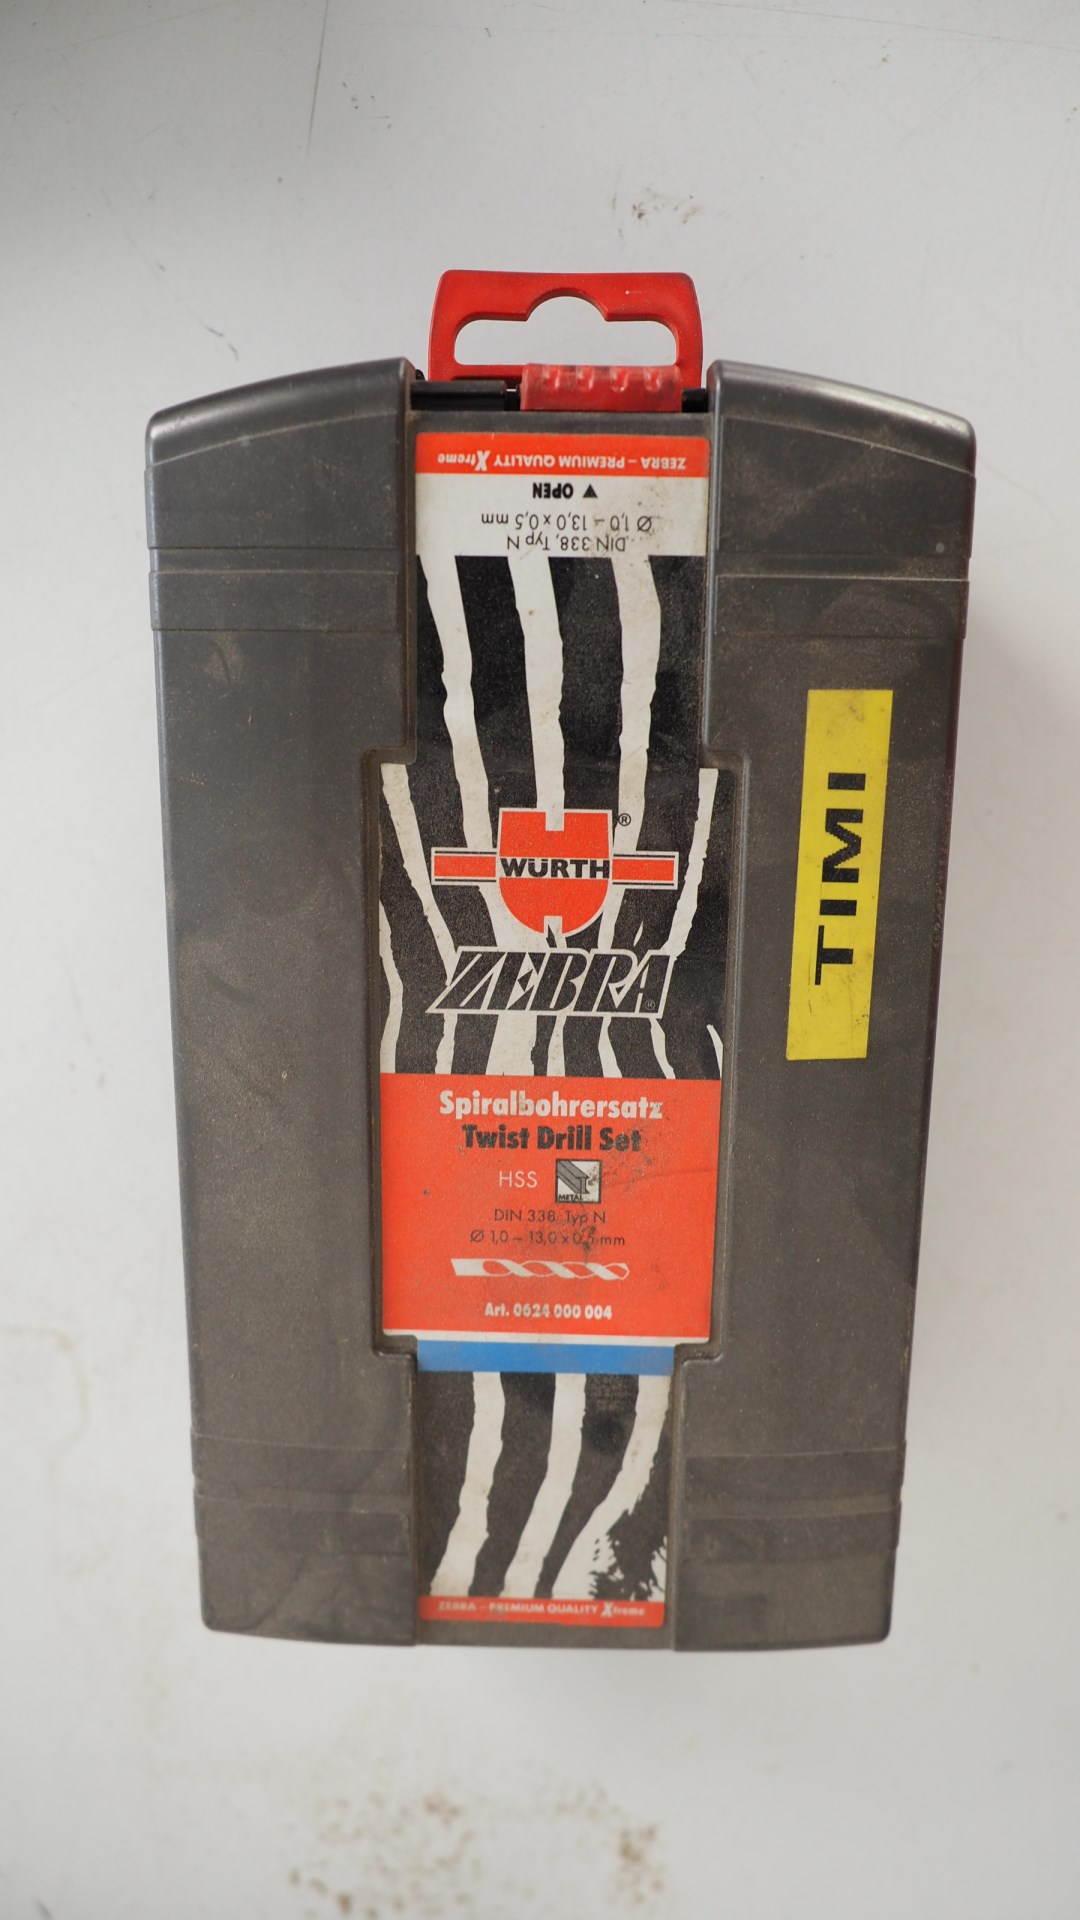 ZEBRA – PREMIUM QUALITY Xtreme
▲ OPEN
Ø 1,0 – 13,0 x 0,5 mm
DIN 338, Typ N
WÜRTH®
ZEBRA®
Spiralbohrersatz
Twist Drill Set
HSS
METAL
DIN 338, Typ N
Ø 1,0 – 13,0 x 0,5 mm
Art. 0624 000 004
ZEBRA – PREMIUM QUALITY Xtreme
TIMI